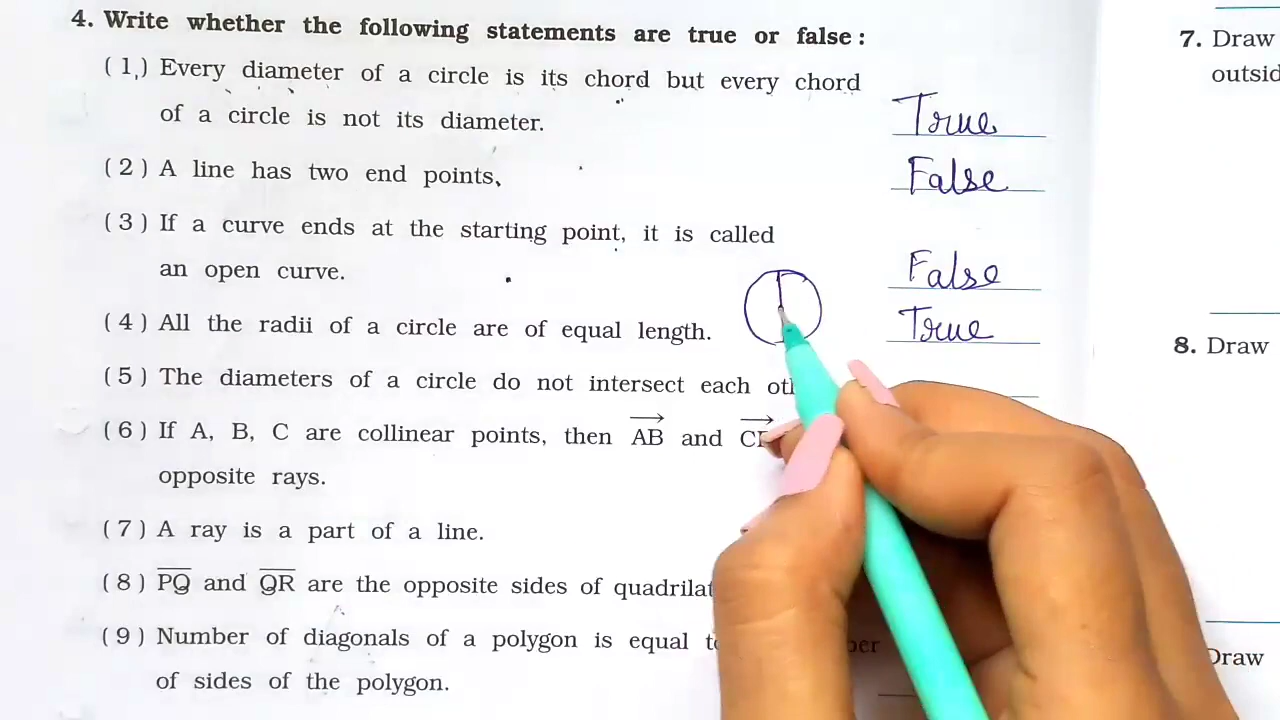 4. Write whether the following statements are true or false :
(1) Every diameter of a circle is its chord but every chord
of a circle is not its diameter.
True
(2) A line has two end points.
False
(3) If a curve ends at the starting point, it is called
an open curve.
False
(4) All the radii of a circle are of equal length.
True
(5) The diameters of a circle do not intersect each
(6) If A, B, C are collinear points, then AB and
opposite rays.
(7) A ray is a part of a line.
(8) PQ and QR are the opposite sides of
(9) Number of diagonals of a polygon is equal
of sides of the polygon.
7. Draw
8. Draw
Draw